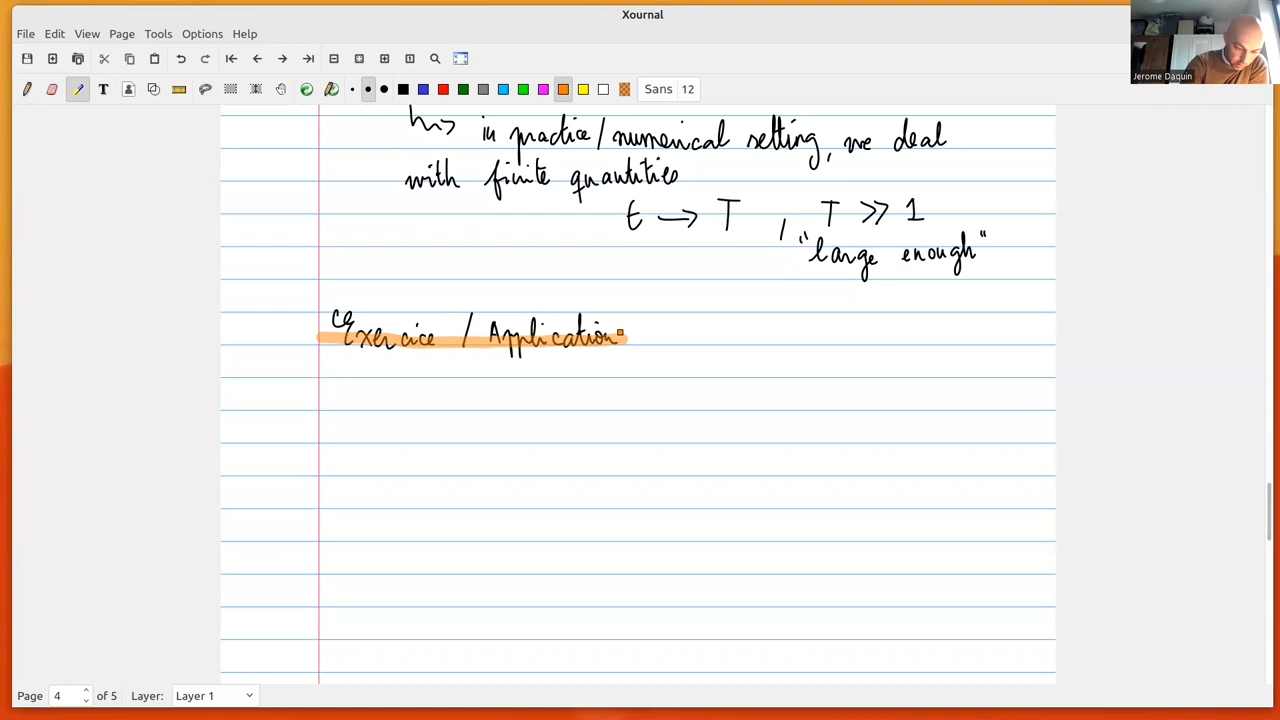 Xournal
File Edit View Page Tools Options Help
Sans 12
Jerome Daquin
in practice/numerical setting, we deal
with finite quantities
t → T , T >> 1
"large enough"
Exercice / Application
Page 4 of 5 Layer: Layer 1